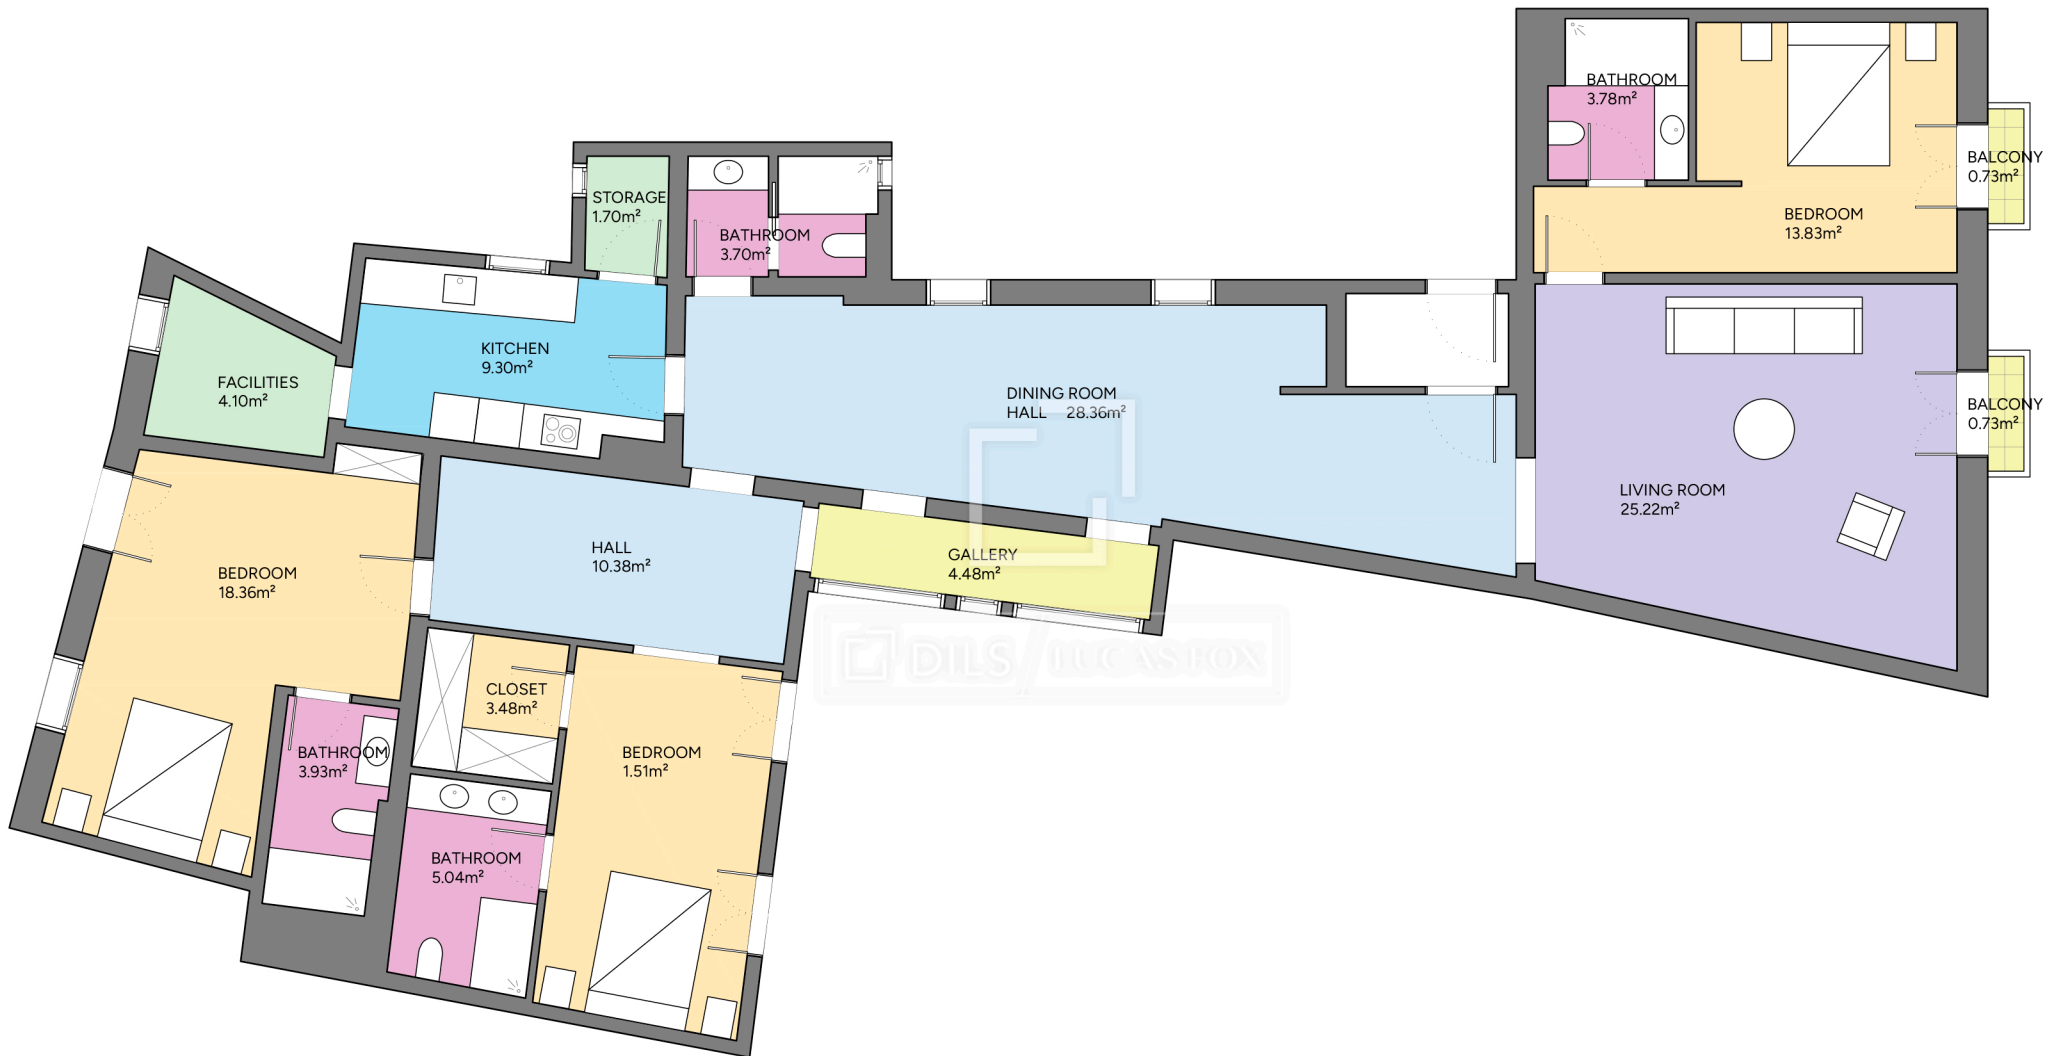 BATHROOM
3.78m²
BALCONY
0.73m²
BEDROOM
13.83m²
STORAGE
1.70m²
BATHROOM
3.70m²
KITCHEN
9.30m²
FACILITIES
4.10m²
DINING ROOM
HALL 28.36m²
BALCONY
0.73m²
LIVING ROOM
25.22m²
HALL
10.38m²
GALLERY
4.48m²
BEDROOM
18.36m²
DILS/LUCAS FOX
CLOSET
3.48m²
BATHROOM
3.93m²
BEDROOM
1.51m²
BATHROOM
5.04m²